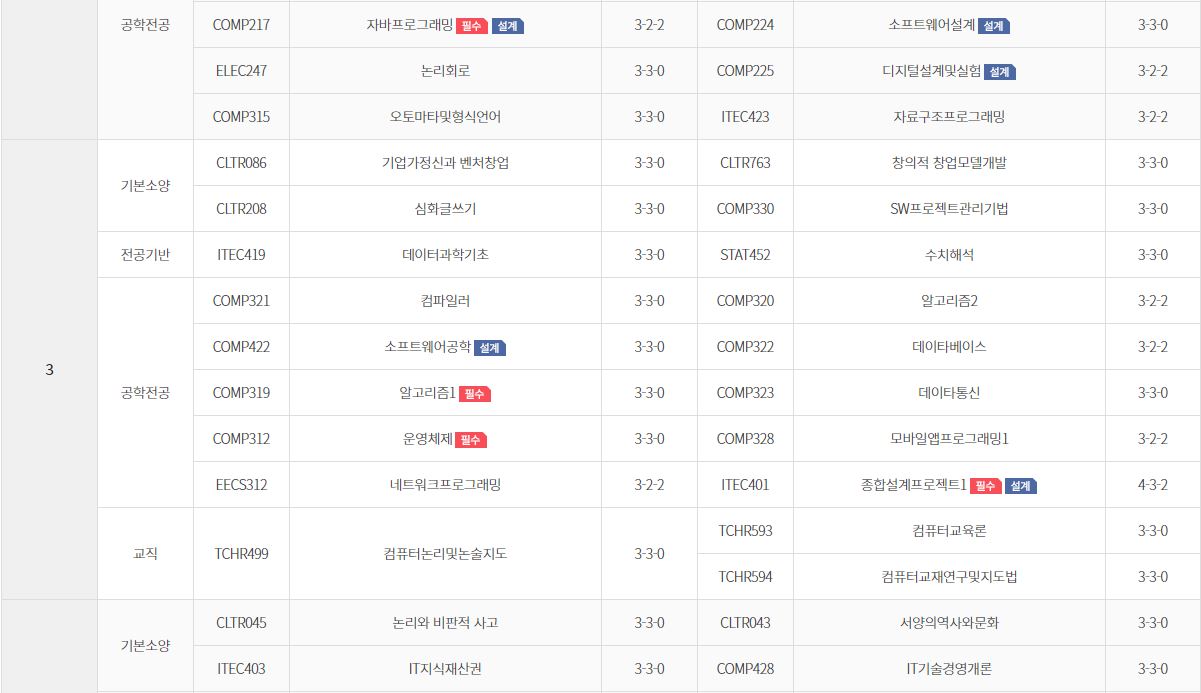 공학전공 COMP217 자바프로그래밍 필수 설계 3-2-2 COMP224 소프트웨어설계 설계 3-3-0
ELEC247 논리회로 3-3-0 COMP225 디지털설계및실험 설계 3-2-2
COMP315 오토마타및형식언어 3-3-0 ITEC423 자료구조프로그래밍 3-2-2
3
기본소양 CLTR086 기업가정신과 벤처창업 3-3-0 CLTR763 창의적 창업모델개발 3-3-0
CLTR208 심화글쓰기 3-3-0 COMP330 SW프로젝트관리기법 3-3-0
전공기반 ITEC419 데이터과학기초 3-3-0 STAT452 수치해석 3-3-0
공학전공 COMP321 컴파일러 3-3-0 COMP320 알고리즘2 3-2-2
COMP422 소프트웨어공학 설계 3-3-0 COMP322 데이타베이스 3-2-2
COMP319 알고리즘1 필수 3-3-0 COMP323 데이타통신 3-3-0
COMP312 운영체제 필수 3-3-0 COMP328 모바일앱프로그래밍1 3-2-2
EECS312 네트워크프로그래밍 3-2-2 ITEC401 종합설계프로젝트1 필수 설계 4-3-2
교직 TCHR499 컴퓨터논리및논술지도 3-3-0 TCHR593 컴퓨터교육론 3-3-0
TCHR594 컴퓨터교재연구및지도법 3-3-0
기본소양 CLTR045 논리와 비판적 사고 3-3-0 CLTR043 서양의역사와문화 3-3-0
ITEC403 IT지식재산권 3-3-0 COMP428 IT기술경영개론 3-3-0